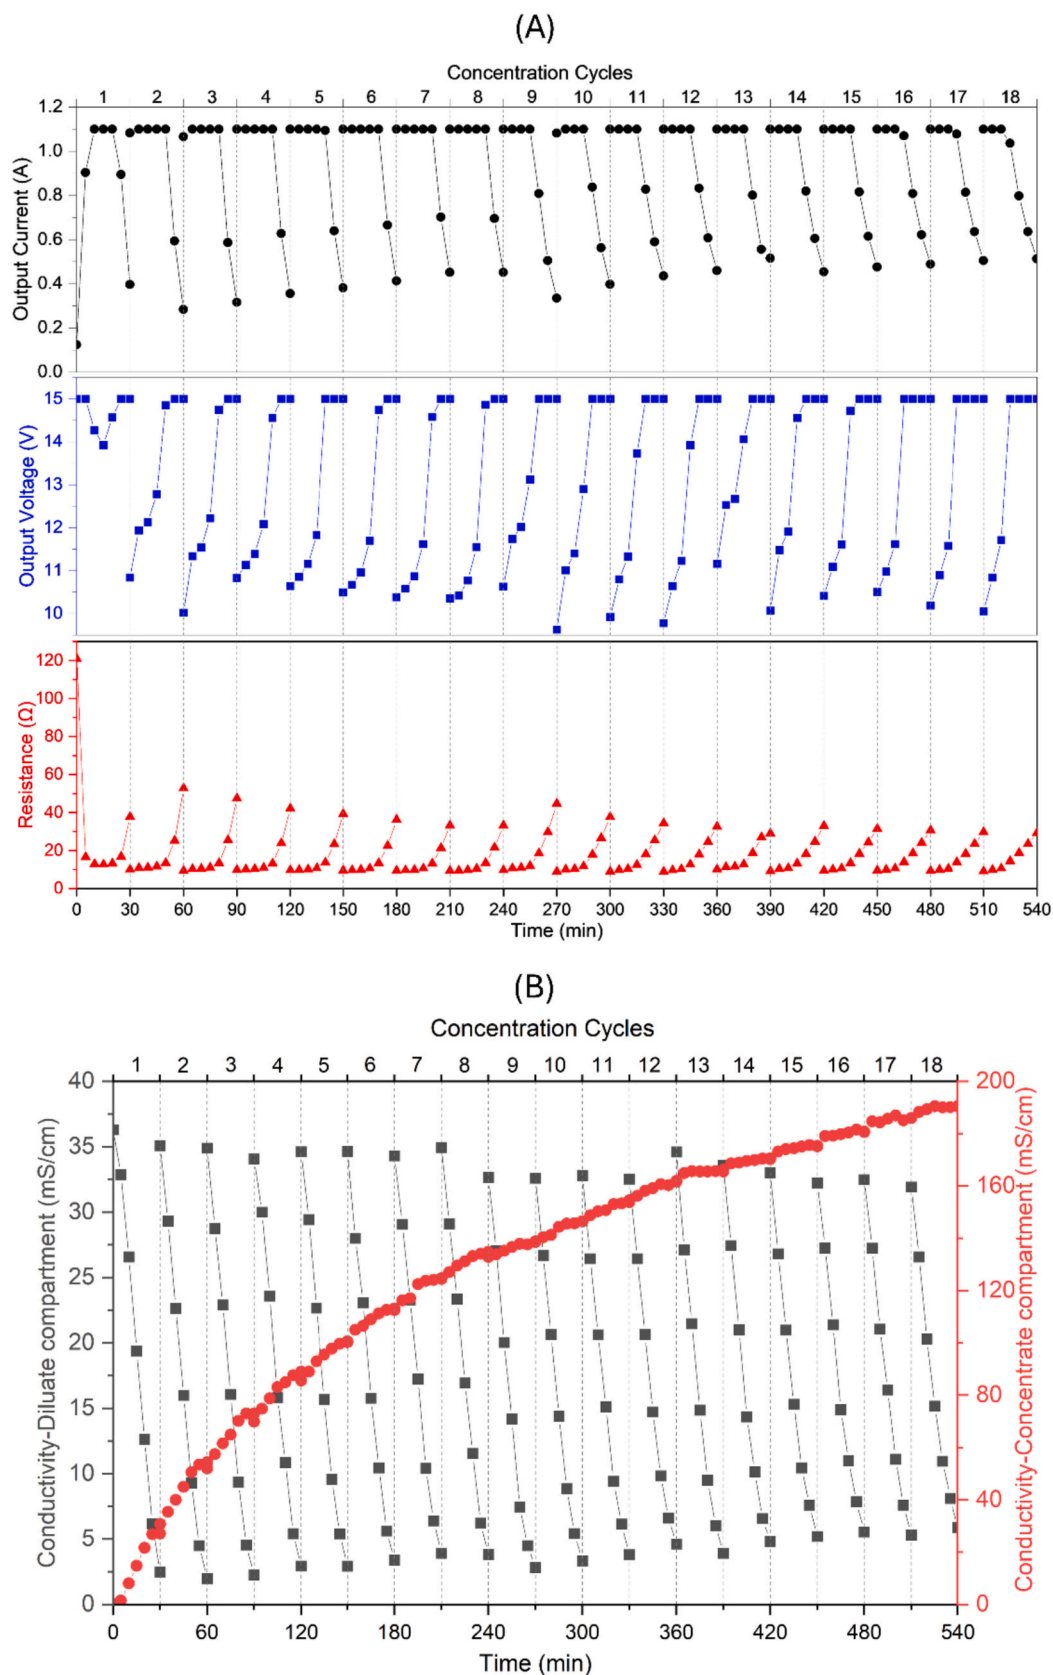 (A)
Concentration Cycles
1 2 3 4 5 6 7 8 9 10 11 12 13 14 15 16 17 18
Output Current (A)
1.2
1.0
0.8
0.6
0.4
0.2
0.0
Output Voltage (V)
15
14
13
12
11
10
Resistance (Ω)
120
100
80
60
40
20
0
0 30 60 90 120 150 180 210 240 270 300 330 360 390 420 450 480 510 540
Time (min)
(B)
Concentration Cycles
1 2 3 4 5 6 7 8 9 10 11 12 13 14 15 16 17 18
Conductivity-Diluate compartment (mS/cm)
40
35
30
25
20
15
10
5
0
200
160
120
80
40
0
Conductivity-Concentrate compartment (mS/cm)
0 60 120 180 240 300 360 420 480 540
Time (min)